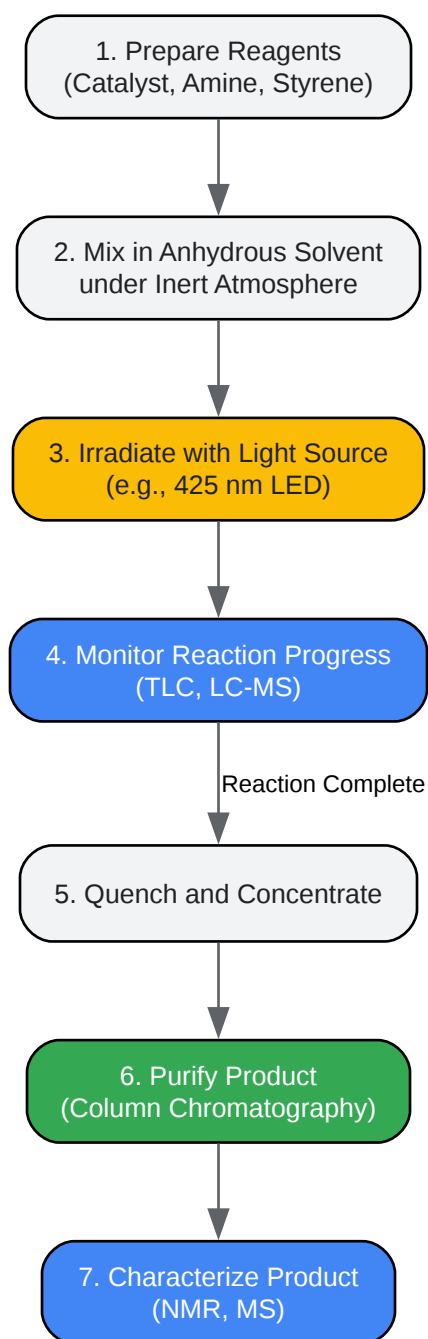 1. Prepare Reagents
(Catalyst, Amine, Styrene)
2. Mix in Anhydrous Solvent
under Inert Atmosphere
3. Irradiate with Light Source
(e.g., 425 nm LED)
4. Monitor Reaction Progress
(TLC, LC-MS)
Reaction Complete
5. Quench and Concentrate
6. Purify Product
(Column Chromatography)
7. Characterize Product
(NMR, MS)